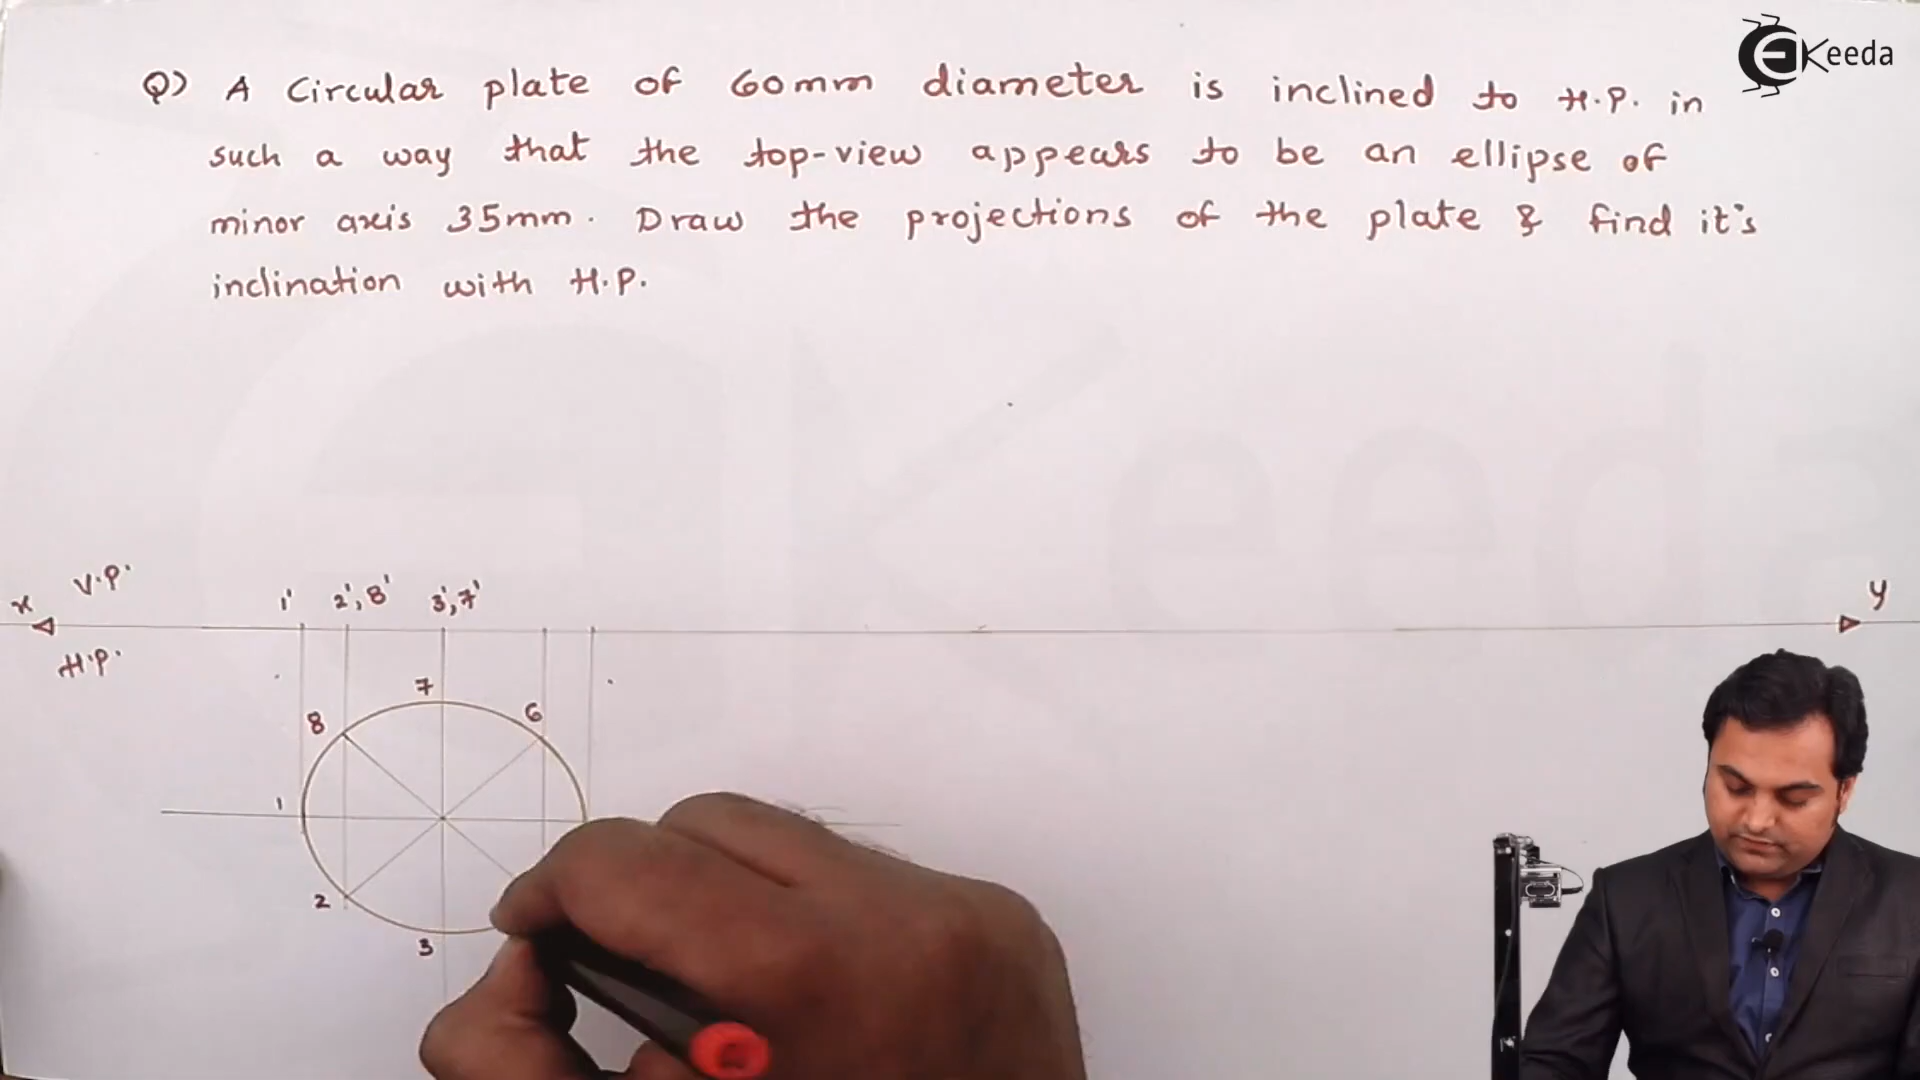 Keeda
Q) A Circular plate of 60mm diameter is inclined to H.P. in
such a way that the top-view appears to be an ellipse of
minor axis 35mm. Draw the projections of the plate & find it's
inclination with H.P.
x V.P. 1' 2',8' 3',7' y
H.P.
7
8 6
1
2
3